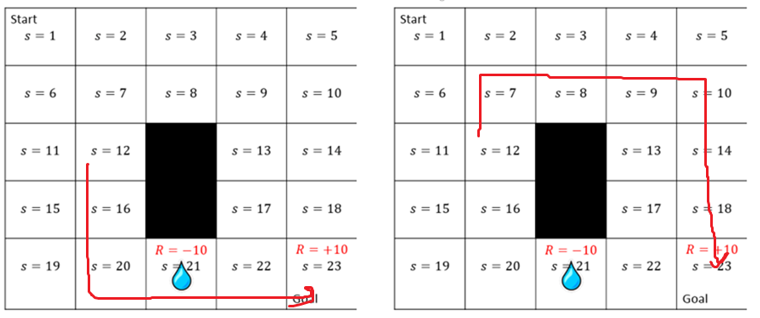 Start
s = 1 s = 2 s = 3 s = 4 s = 5
s = 6 s = 7 s = 8 s = 9 s = 10
s = 11 s = 12 s = 13 s = 14
s = 15 s = 16 s = 17 s = 18
R = −10 R = +10
s = 19 s = 20 s = 21 s = 22 s = 23
Goal
Start
s = 1 s = 2 s = 3 s = 4 s = 5
s = 6 s = 7 s = 8 s = 9 s = 10
s = 11 s = 12 s = 13 s = 14
s = 15 s = 16 s = 17 s = 18
R = −10 R = +10
s = 19 s = 20 s = 21 s = 22 s = 23
Goal